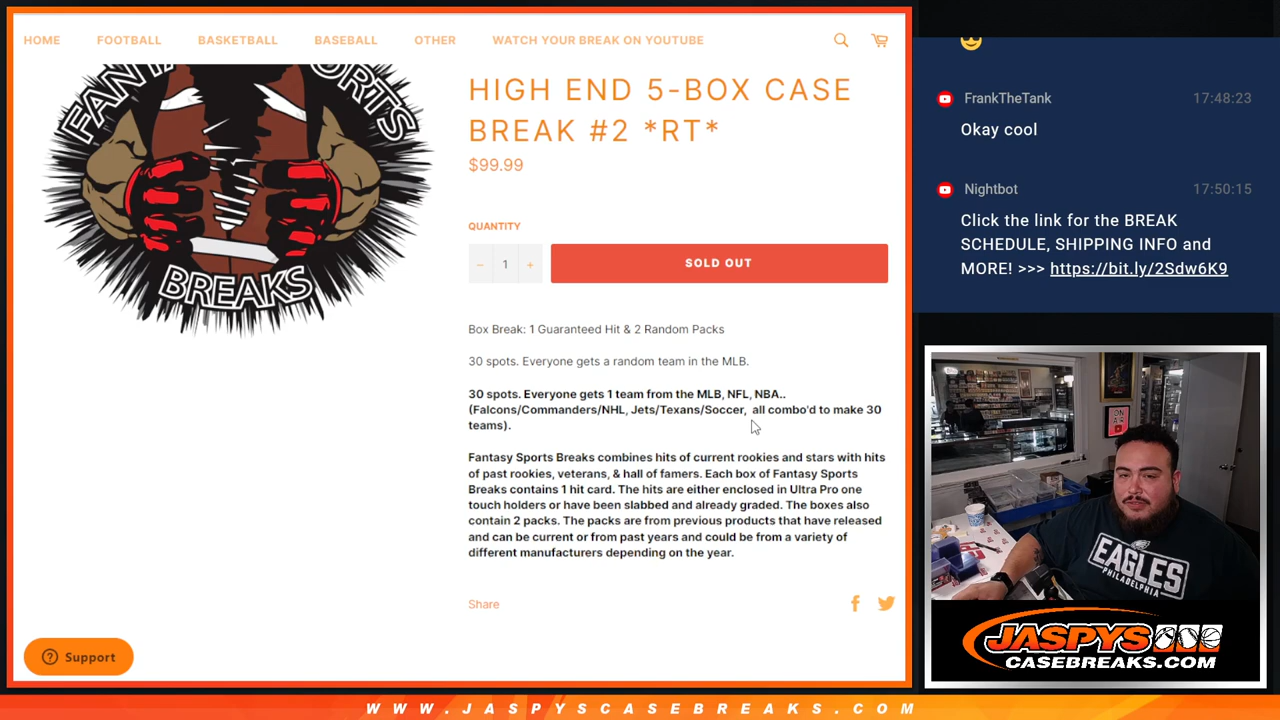 HOME FOOTBALL BASKETBALL BASEBALL OTHER WATCH YOUR BREAK ON YOUTUBE
BREAKS
HIGH END 5-BOX CASE
BREAK #2 *RT*
$99.99
QUANTITY
− 1 + SOLD OUT
Box Break: 1 Guaranteed Hit & 2 Random Packs
30 spots. Everyone gets a random team in the MLB.
30 spots. Everyone gets 1 team from the MLB, NFL, NBA..
(Falcons/Commanders/NHL, Jets/Texans/Soccer, all combo'd to make 30
teams).
Fantasy Sports Breaks combines hits of current rookies and stars with hits
of past rookies, veterans, & hall of famers. Each box of Fantasy Sports
Breaks contains 1 hit card. The hits are either enclosed in Ultra Pro one
touch holders or have been slabbed and already graded. The boxes also
contain 2 packs. The packs are from previous products that have released
and can be current or from past years and could be from a variety of
different manufacturers depending on the year.
Share
Support
FrankTheTank 17:48:23
Okay cool
Nightbot 17:50:15
Click the link for the BREAK
SCHEDULE, SHIPPING INFO and
MORE! >>> https://bit.ly/2Sdw6K9
EAGLES
PHILADELPHIA
JASPYS
CASEBREAKS.COM
WWW.JASPYSCASEBREAKS.COM